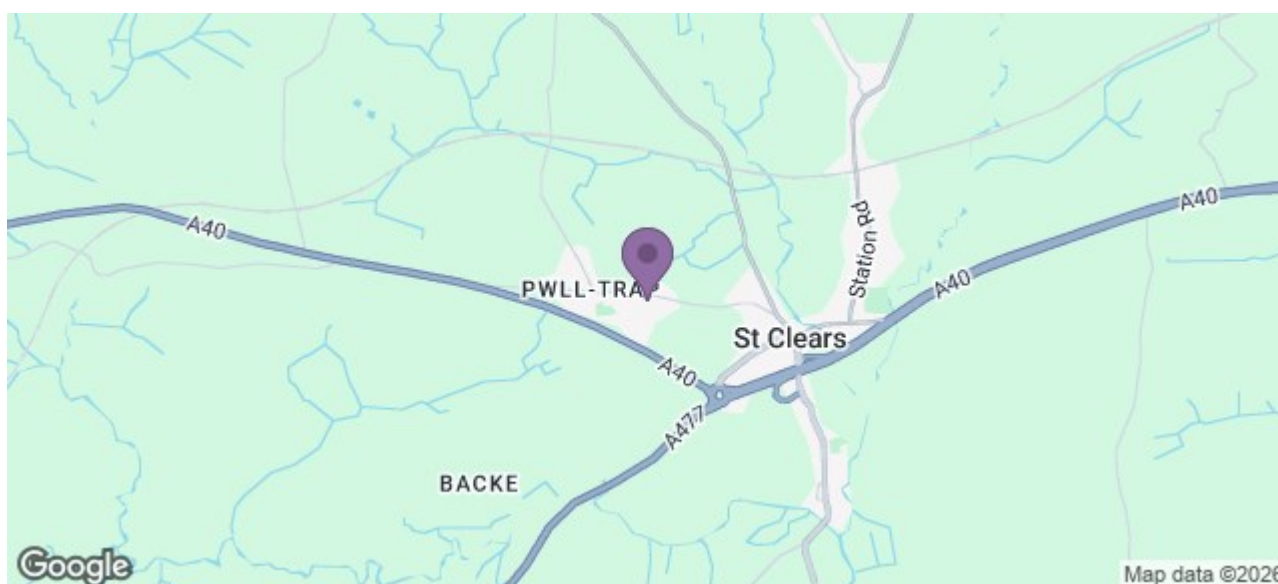 A40
A40
Station Rd
A40
PWLL-TRAP
St Clears
A40
A477
BACKE
Google
Map data ©2026